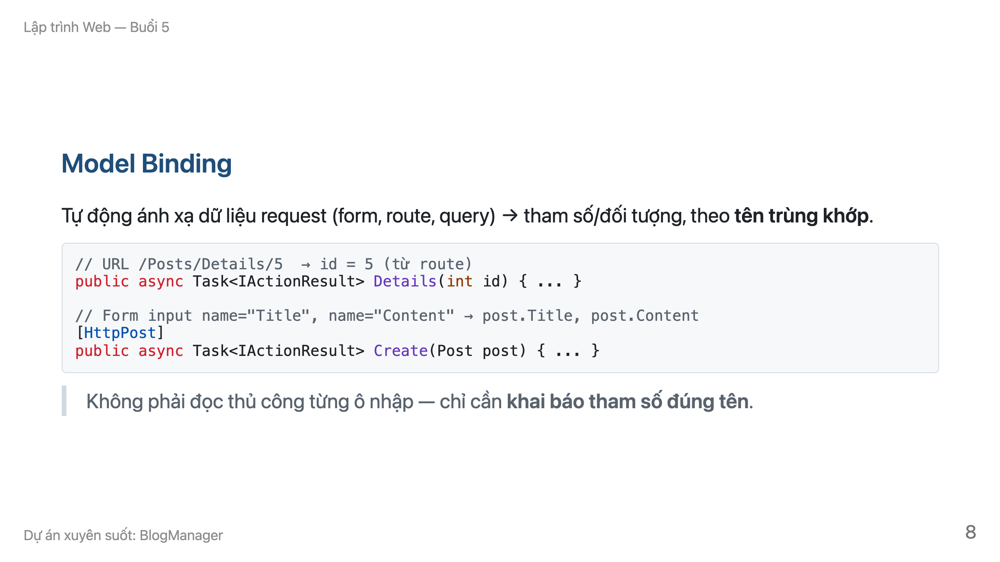 Lập trình Web — Buổi 5
Model Binding
Tự động ánh xạ dữ liệu request (form, route, query) → tham số/đối tượng, theo tên trùng khớp.
// URL /Posts/Details/5  → id = 5 (từ route)
public async Task<IActionResult> Details(int id) { ... }
// Form input name="Title", name="Content" → post.Title, post.Content
[HttpPost]
public async Task<IActionResult> Create(Post post) { ... }
Không phải đọc thủ công từng ô nhập — chỉ cần khai báo tham số đúng tên.
Dự án xuyên suốt: BlogManager
8